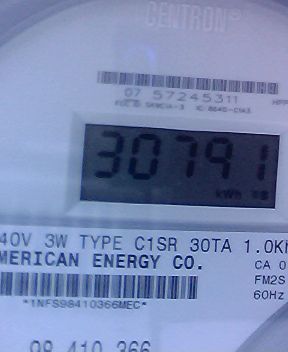 CENTRON®
07 57245311
30791
kWh
40V 3W TYPE C1SR 30TA 1.0Kh
MERICAN ENERGY CO.
CA 0
FM2S
60Hz
*1NFS98410366MEC*
98 410 366